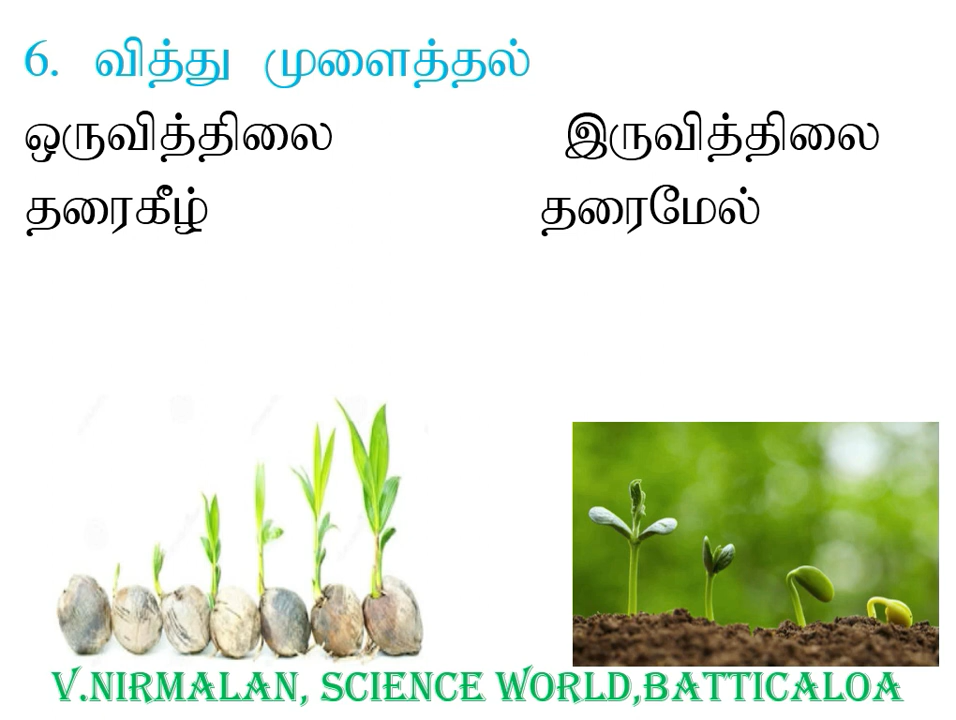 6. வித்து முளைத்தல்
ஒருவித்திலை இருவித்திலை
தரைகீழ் தரைமேல்
V.NIRMALAN, SCIENCE WORLD,BATTICALOA